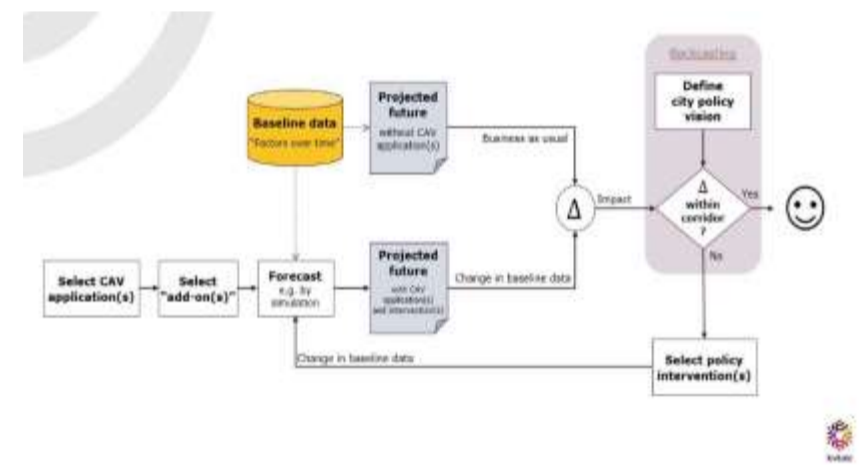 Backcasting
Define
city policy
vision
Projected
future
without CAV
application(s)
Baseline data
"Factors over time"
Business as usual
Δ
within
corridor
?
Yes
Δ
Impact
No
Projected
future
with CAV
application(s)
and intervention(s)
Select CAV
application(s)
Select
"add-on(s)"
Forecast
e.g. by
simulation
Change in baseline data
Change in baseline data
Select policy
intervention(s)
levitate